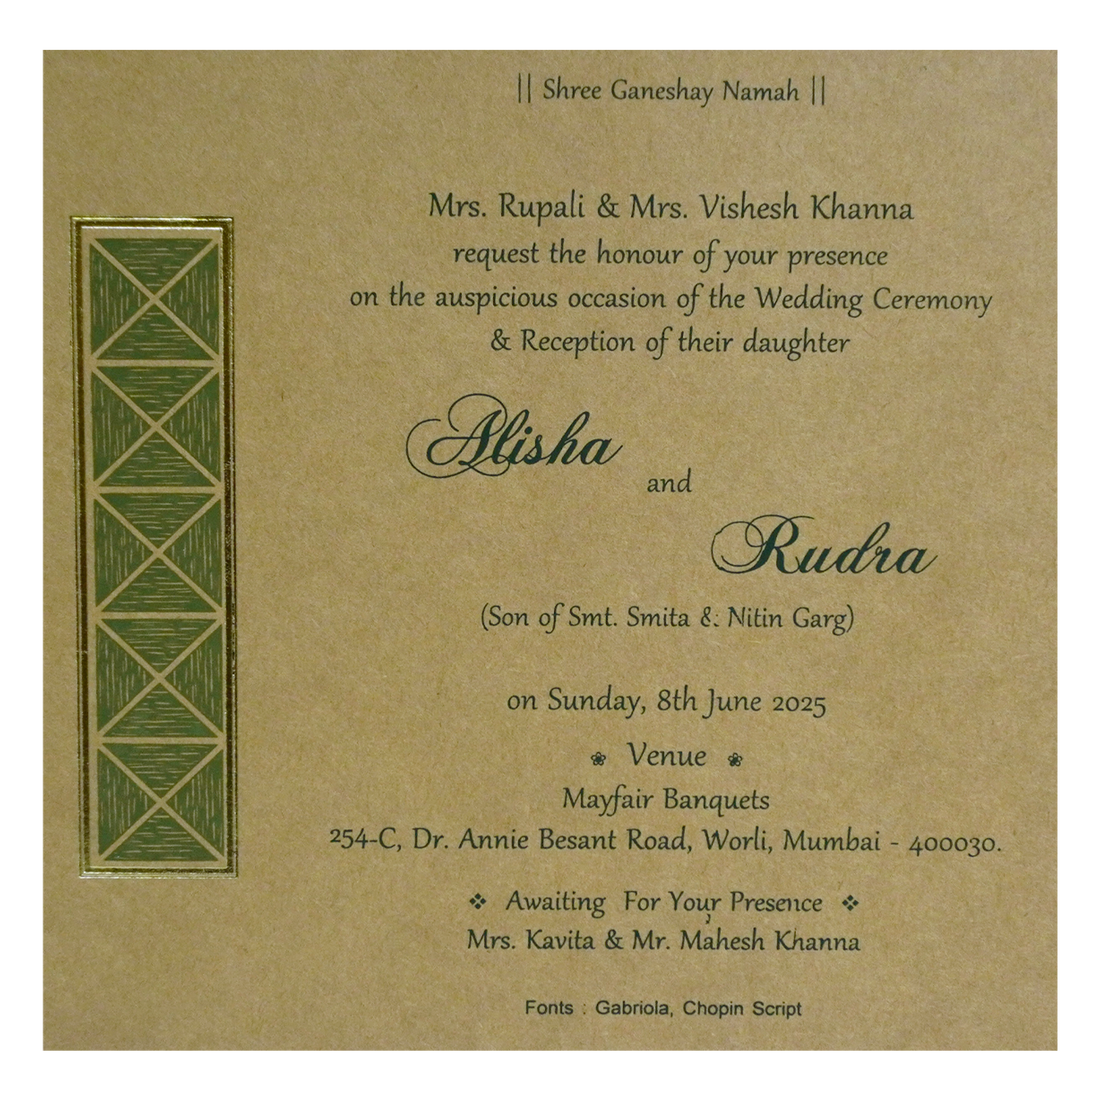 || Shree Ganeshay Namah ||
Mrs. Rupali & Mrs. Vishesh Khanna
request the honour of your presence
on the auspicious occasion of the Wedding Ceremony
& Reception of their daughter
Alisha
and
Rudra
(Son of Smt. Smita & Nitin Garg)
on Sunday, 8th June 2025
❀ Venue ❀
Mayfair Banquets
254-C, Dr. Annie Besant Road, Worli, Mumbai - 400030.
❖ Awaiting For Your Presence ❖
Mrs. Kavita & Mr. Mahesh Khanna
Fonts : Gabriola, Chopin Script